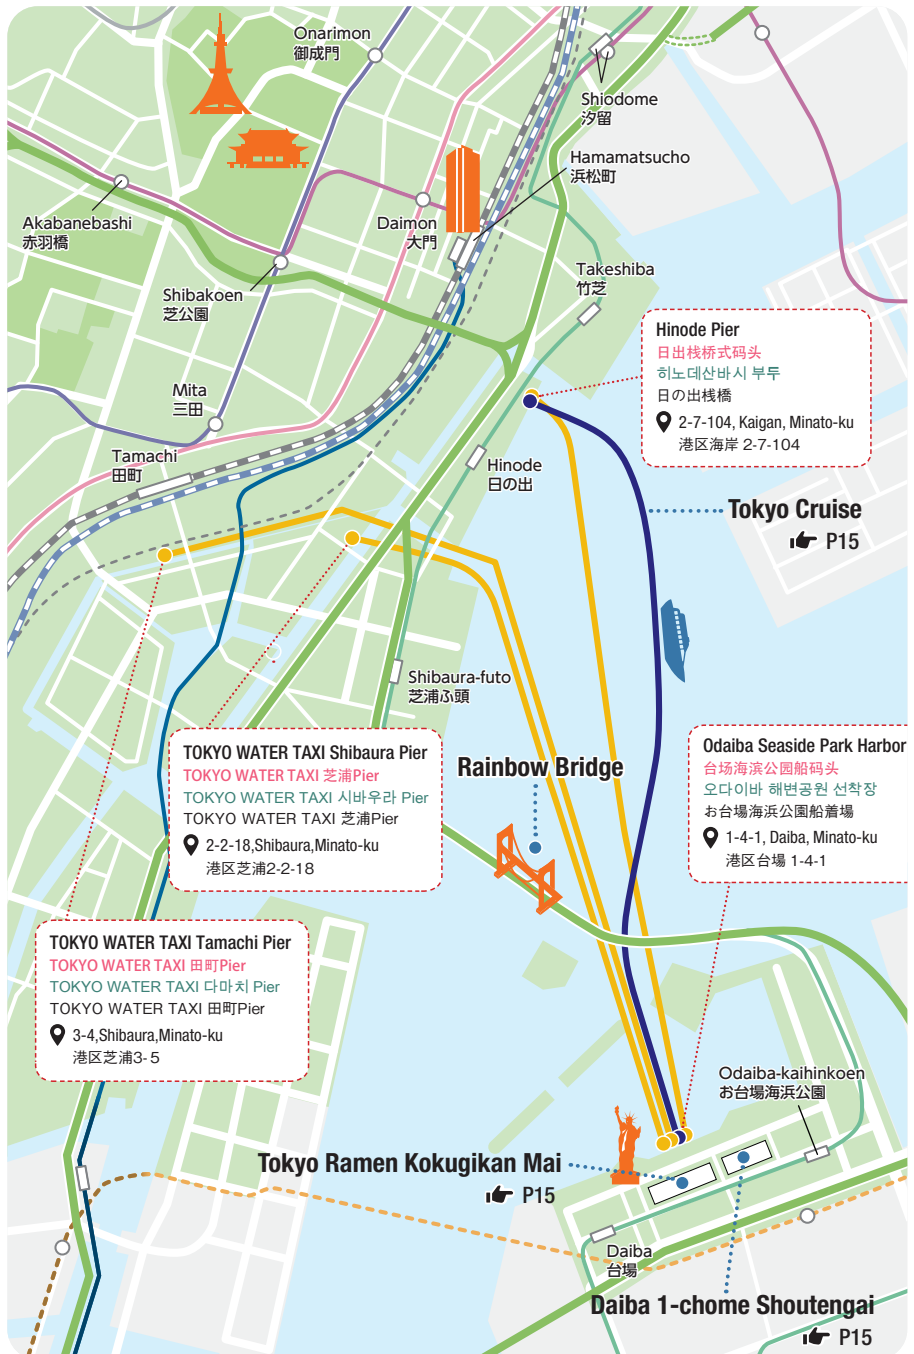 Onarimon
御成門
Shiodome
汐留
Hamamatsucho
浜松町
Akabanebashi
赤羽橋
Daimon
大門
Takeshiba
竹芝
Shibakoen
芝公園
Hinode Pier
日出栈桥式码头
히노데산바시 부두
日の出桟橋
2-7-104, Kaigan, Minato-ku
港区海岸 2-7-104
Mita
三田
Tamachi
田町
Hinode
日の出
Tokyo Cruise
P15
Shibaura-futo
芝浦ふ頭
TOKYO WATER TAXI Shibaura Pier
TOKYO WATER TAXI 芝浦Pier
TOKYO WATER TAXI 시바우라 Pier
TOKYO WATER TAXI 芝浦Pier
2-2-18,Shibaura,Minato-ku
港区芝浦2-2-18
Rainbow Bridge
Odaiba Seaside Park Harbor
台场海滨公园船码头
오다이바 해변공원 선착장
お台場海浜公園船着場
1-4-1, Daiba, Minato-ku
港区台場 1-4-1
TOKYO WATER TAXI Tamachi Pier
TOKYO WATER TAXI 田町Pier
TOKYO WATER TAXI 다마치 Pier
TOKYO WATER TAXI 田町Pier
3-4,Shibaura,Minato-ku
港区芝浦3-5
Odaiba-kaihinkoen
お台場海浜公園
Tokyo Ramen Kokugikan Mai
P15
Daiba
台場
Daiba 1-chome Shoutengai
P15